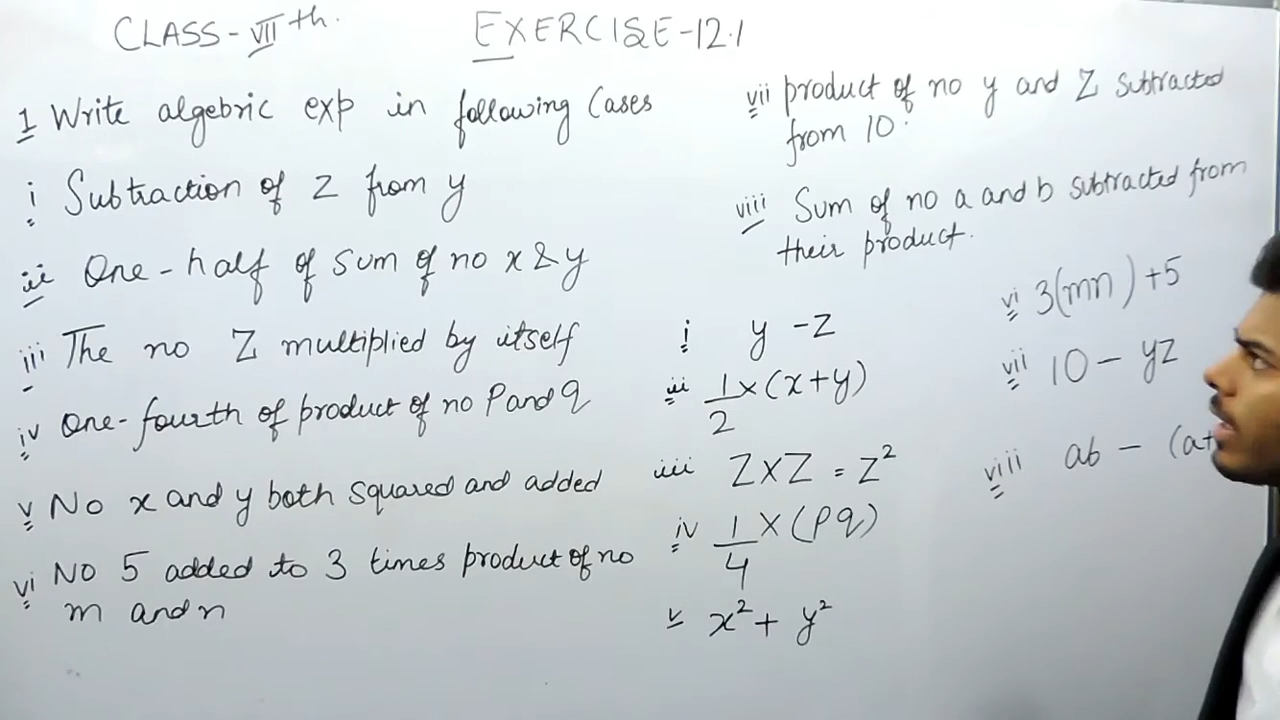 CLASS-VIIth.
EXERCISE-12.1
1 Write algebric exp in following Cases
i Subtraction of Z from y
ii One-half of sum of no x & y
iii The no Z multiplied by itself
iv One-fourth of product of no P and q
v No x and y both squared and added
vi No 5 added to 3 times product of no
m and n
vii product of no y and Z subtracted
from 10.
viii Sum of no a and b subtracted from
their product.
i y - Z
ii 1/2 × (x+y)
iii Z×Z = Z²
iv 1/4 × (Pq)
v x² + y²
vi 3(mn)+5
vii 10 - yZ
viii ab - (a+